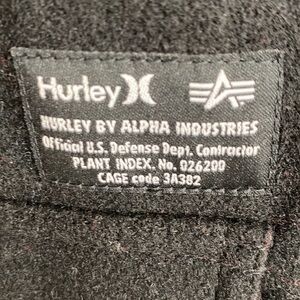 Hurley
HURLEY BY ALPHA INDUSTRIES
Official U.S. Defense Dept. Contractor
PLANT INDEX. No. 026200
CAGE code 3A382